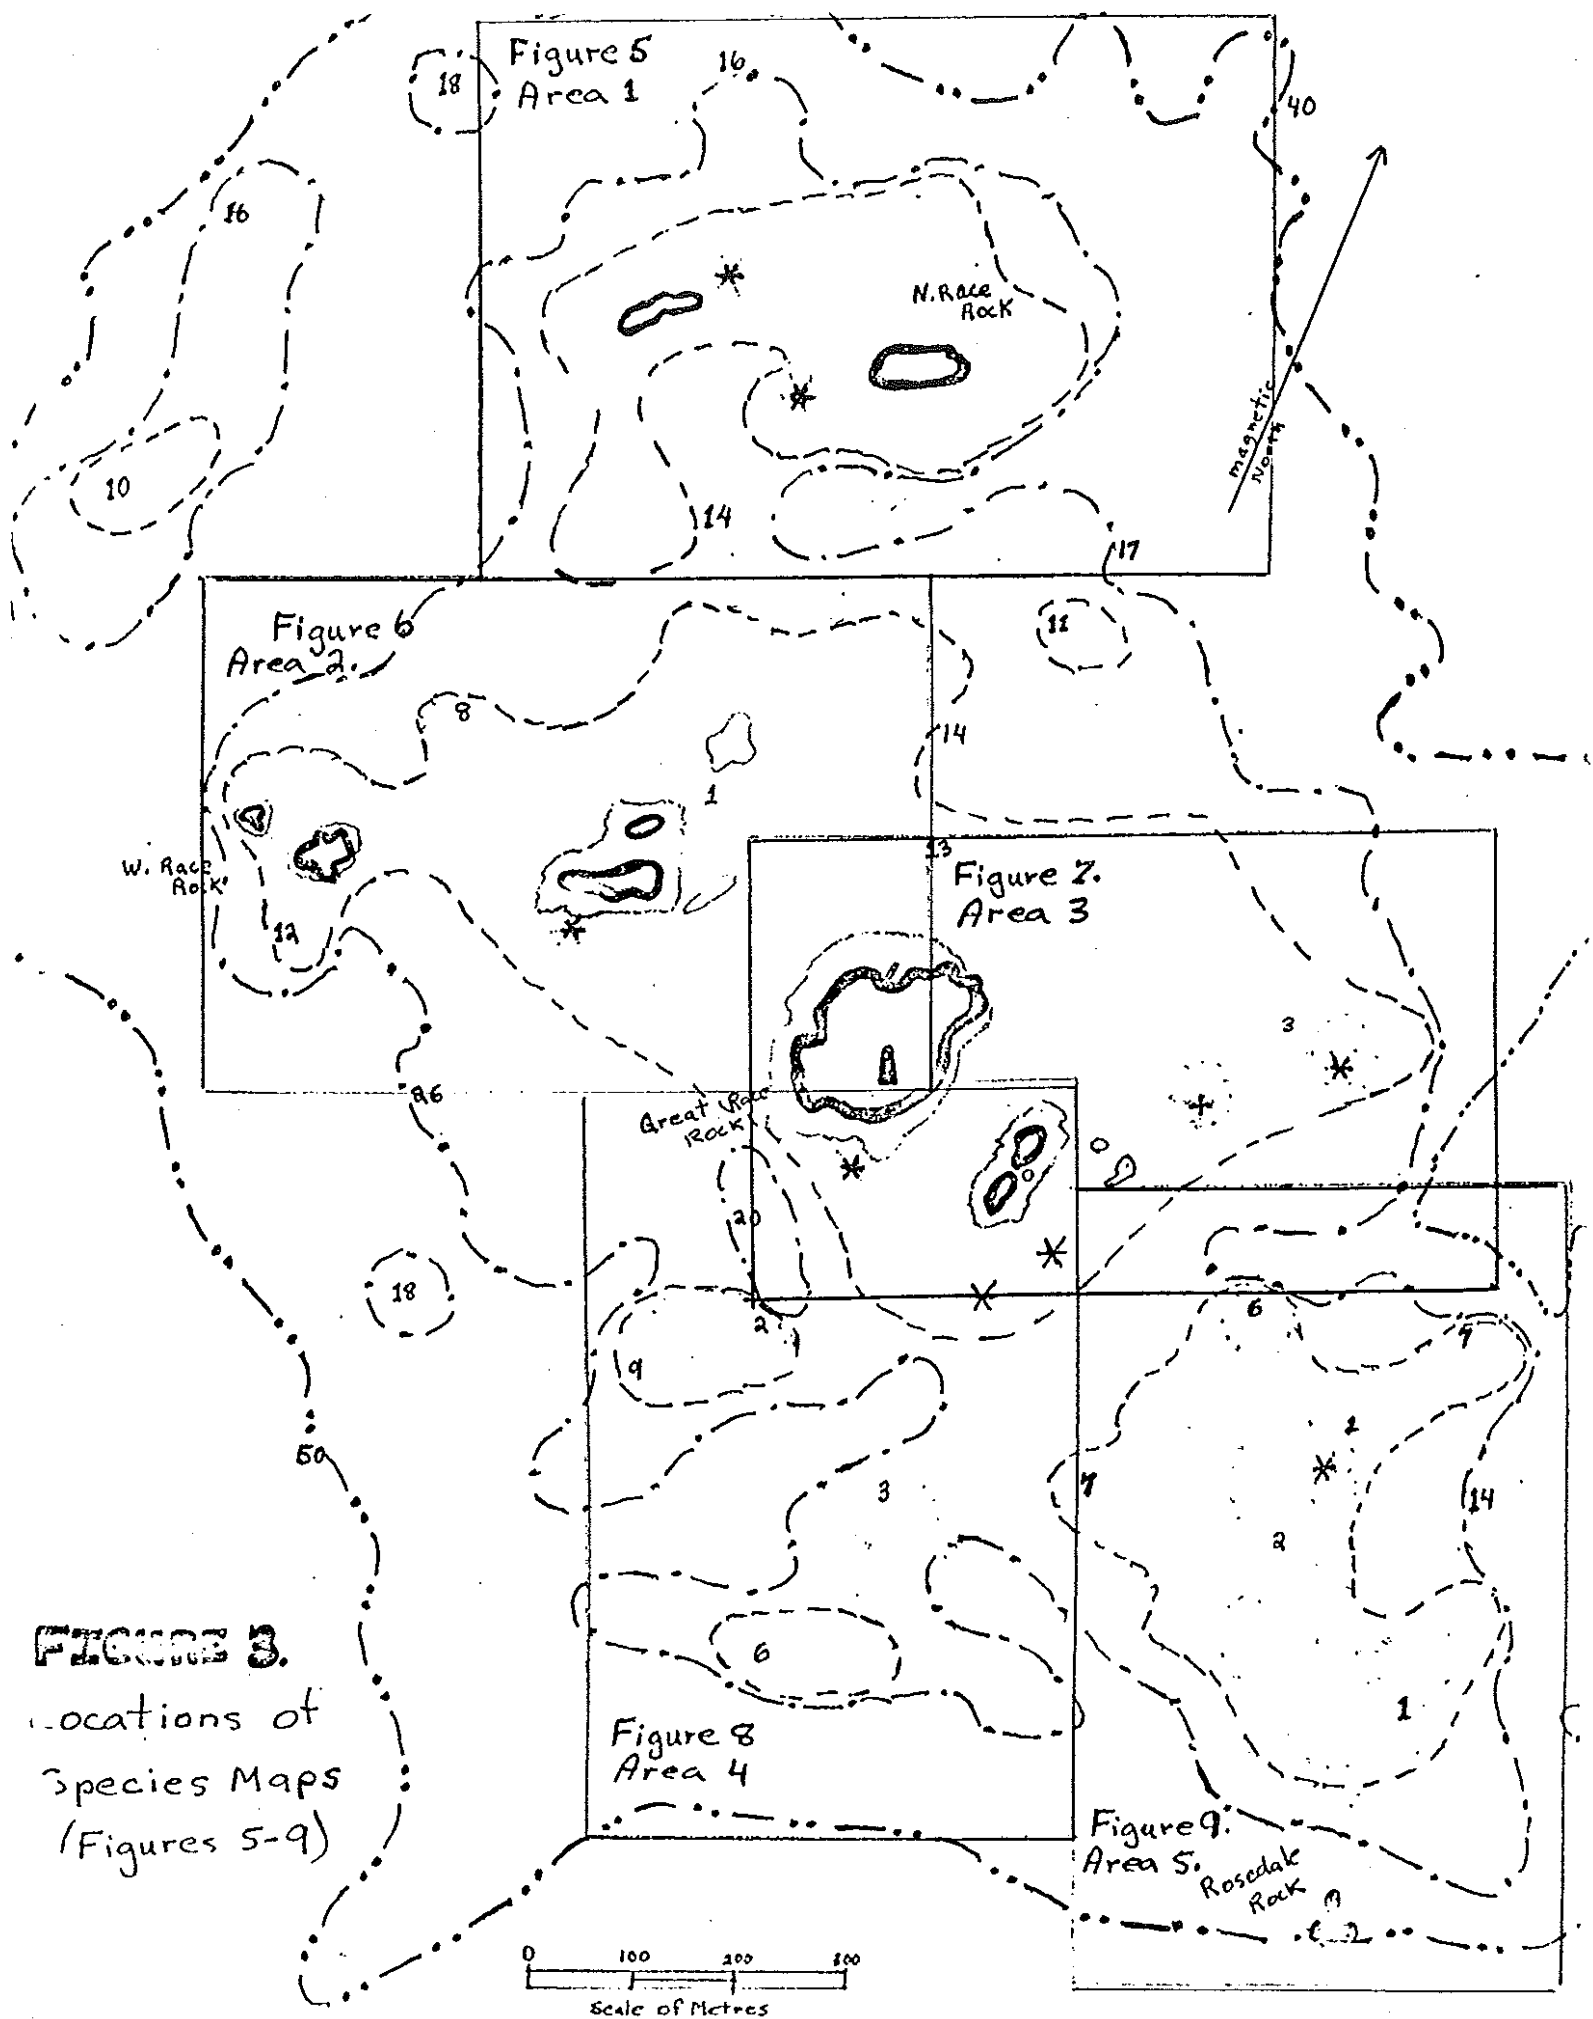 Figure 5
Area 1
18
16
40
16
N. Race
Rock
magnetic
North
10
14
17
Figure 6
Area 2.
11
8
14
1
W. Race
Rock
13
Figure 7.
Area 3
12
3
26
Great Race
Rock
20
18
2
6
9
7
2
50
3
7
14
2
6
1
FIGURE 3.
Locations of
Species Maps
(Figures 5-9)
Figure 8
Area 4
Figure 9.
Area 5.
Rosedale
Rock
0 100 200 300
Scale of Metres